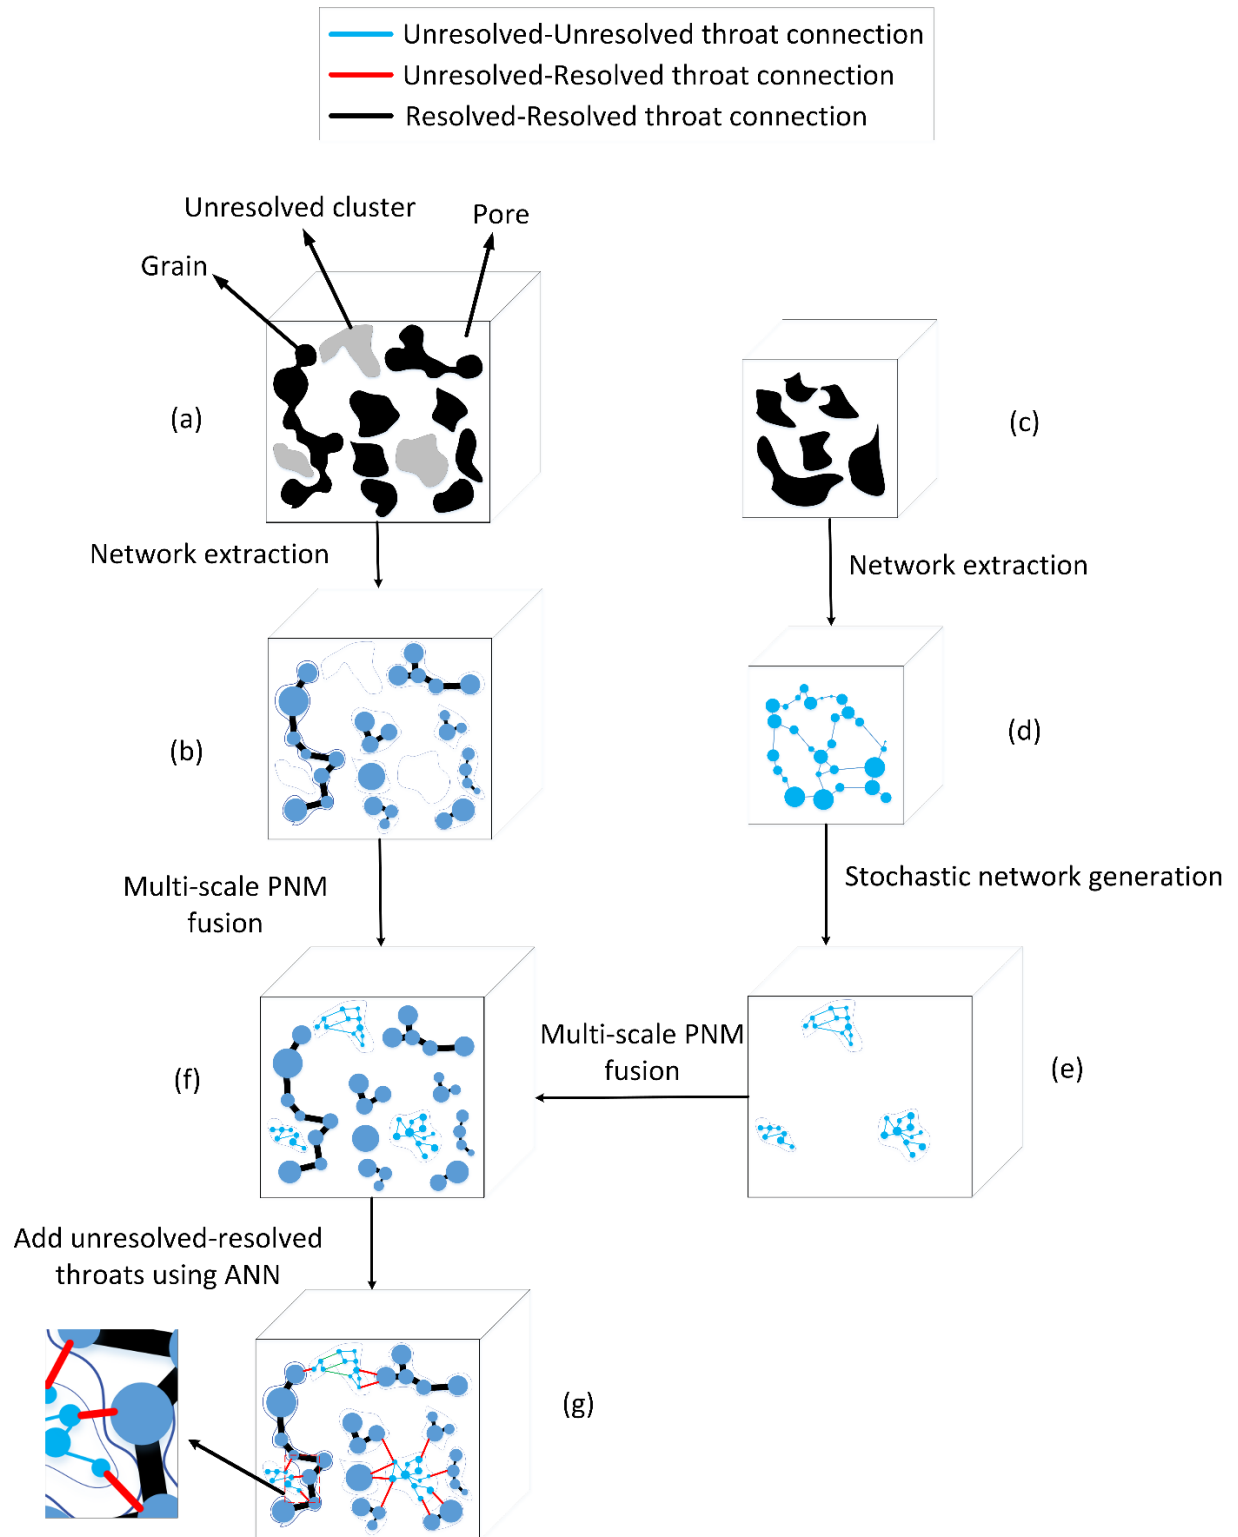 Unresolved-Unresolved throat connection
Unresolved-Resolved throat connection
Resolved-Resolved throat connection
Unresolved cluster
Pore
Grain
(a)
(c)
Network extraction
Network extraction
(b)
(d)
Multi-scale PNM
fusion
Stochastic network generation
Multi-scale PNM
fusion
(f)
(e)
Add unresolved-resolved
throats using ANN
(g)